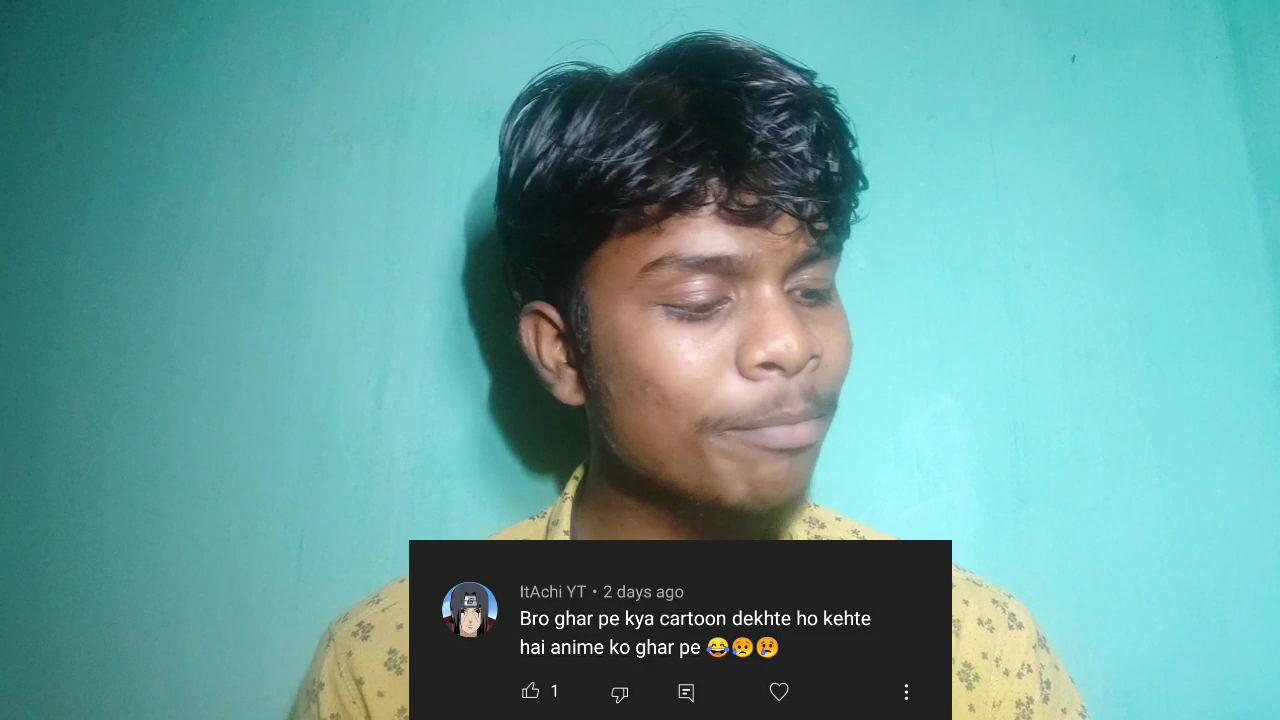 ItAchi YT • 2 days ago
Bro ghar pe kya cartoon dekhte ho kehte
hai anime ko ghar pe 😂😥😢
1